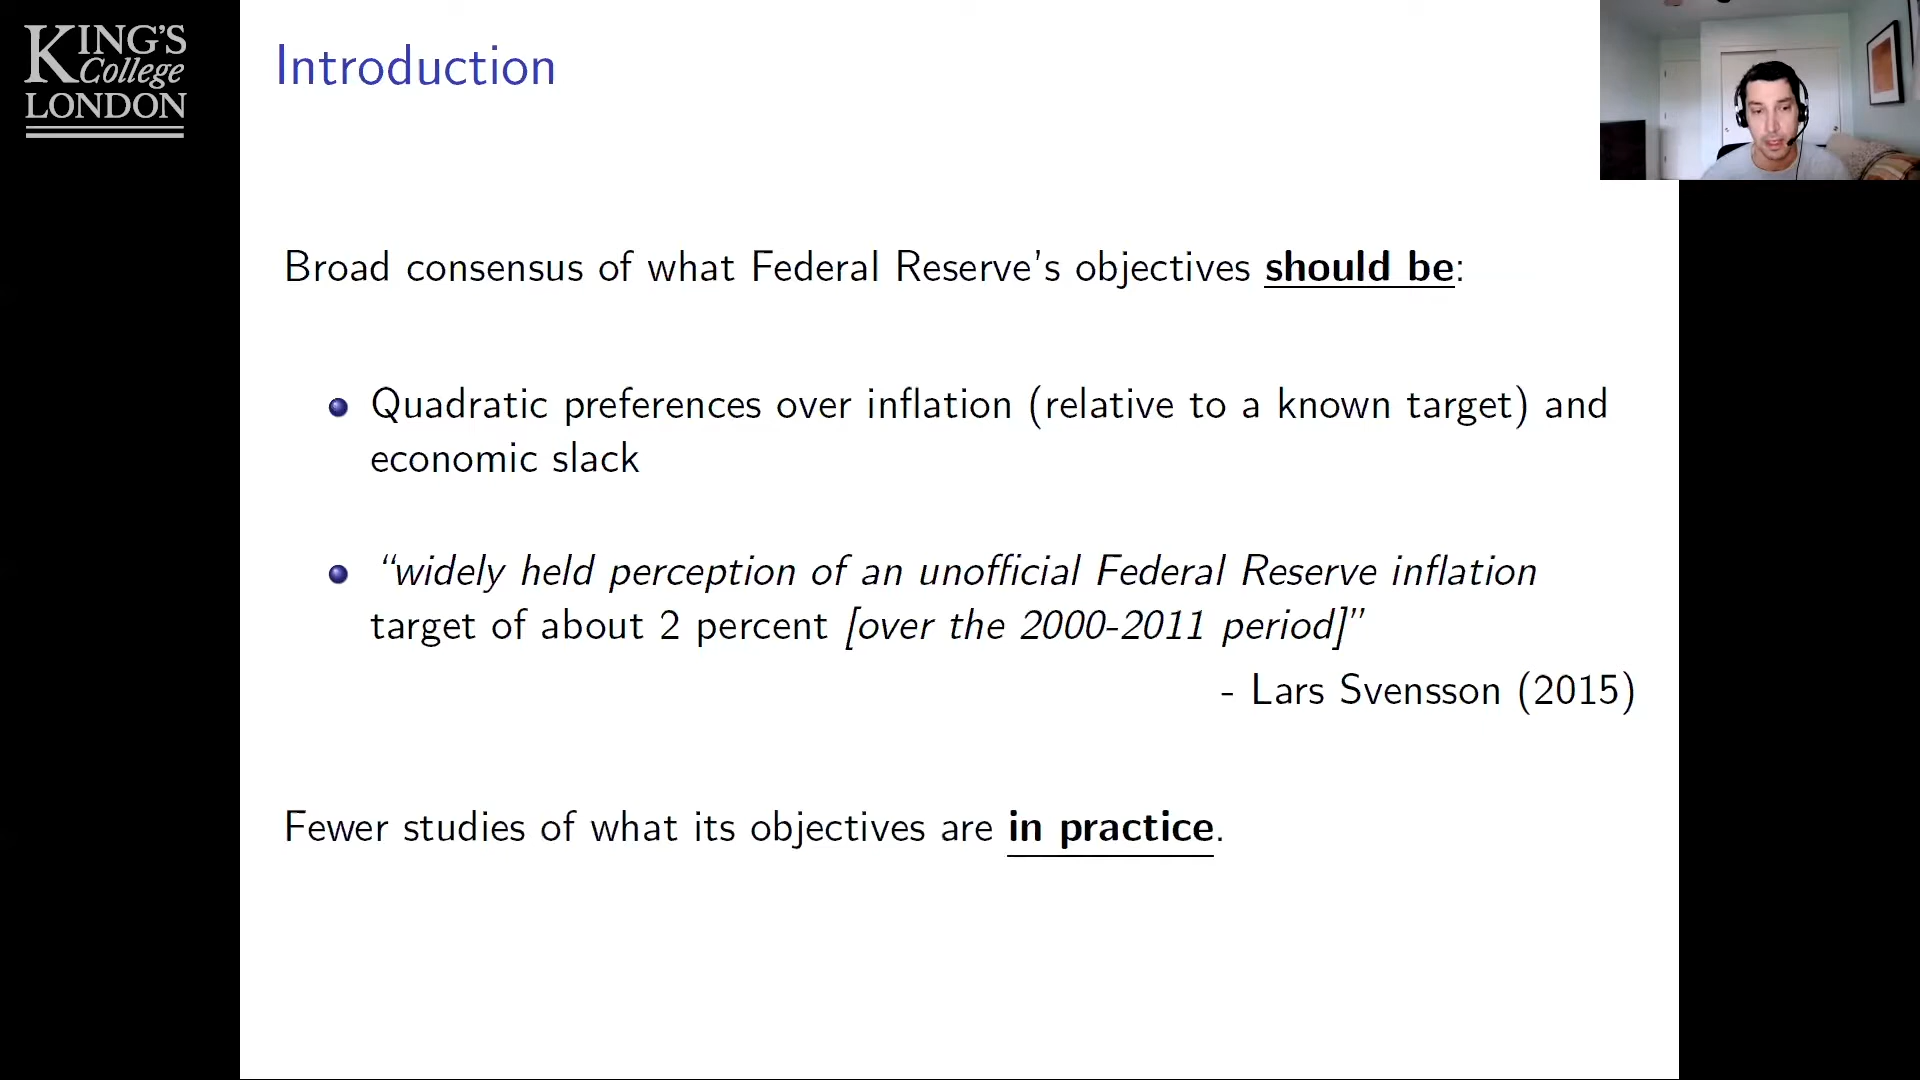 KING'S
College
LONDON
Introduction
Broad consensus of what Federal Reserve's objectives should be:
Quadratic preferences over inflation (relative to a known target) and
economic slack
“widely held perception of an unofficial Federal Reserve inflation
target of about 2 percent [over the 2000-2011 period]”
- Lars Svensson (2015)
Fewer studies of what its objectives are in practice.